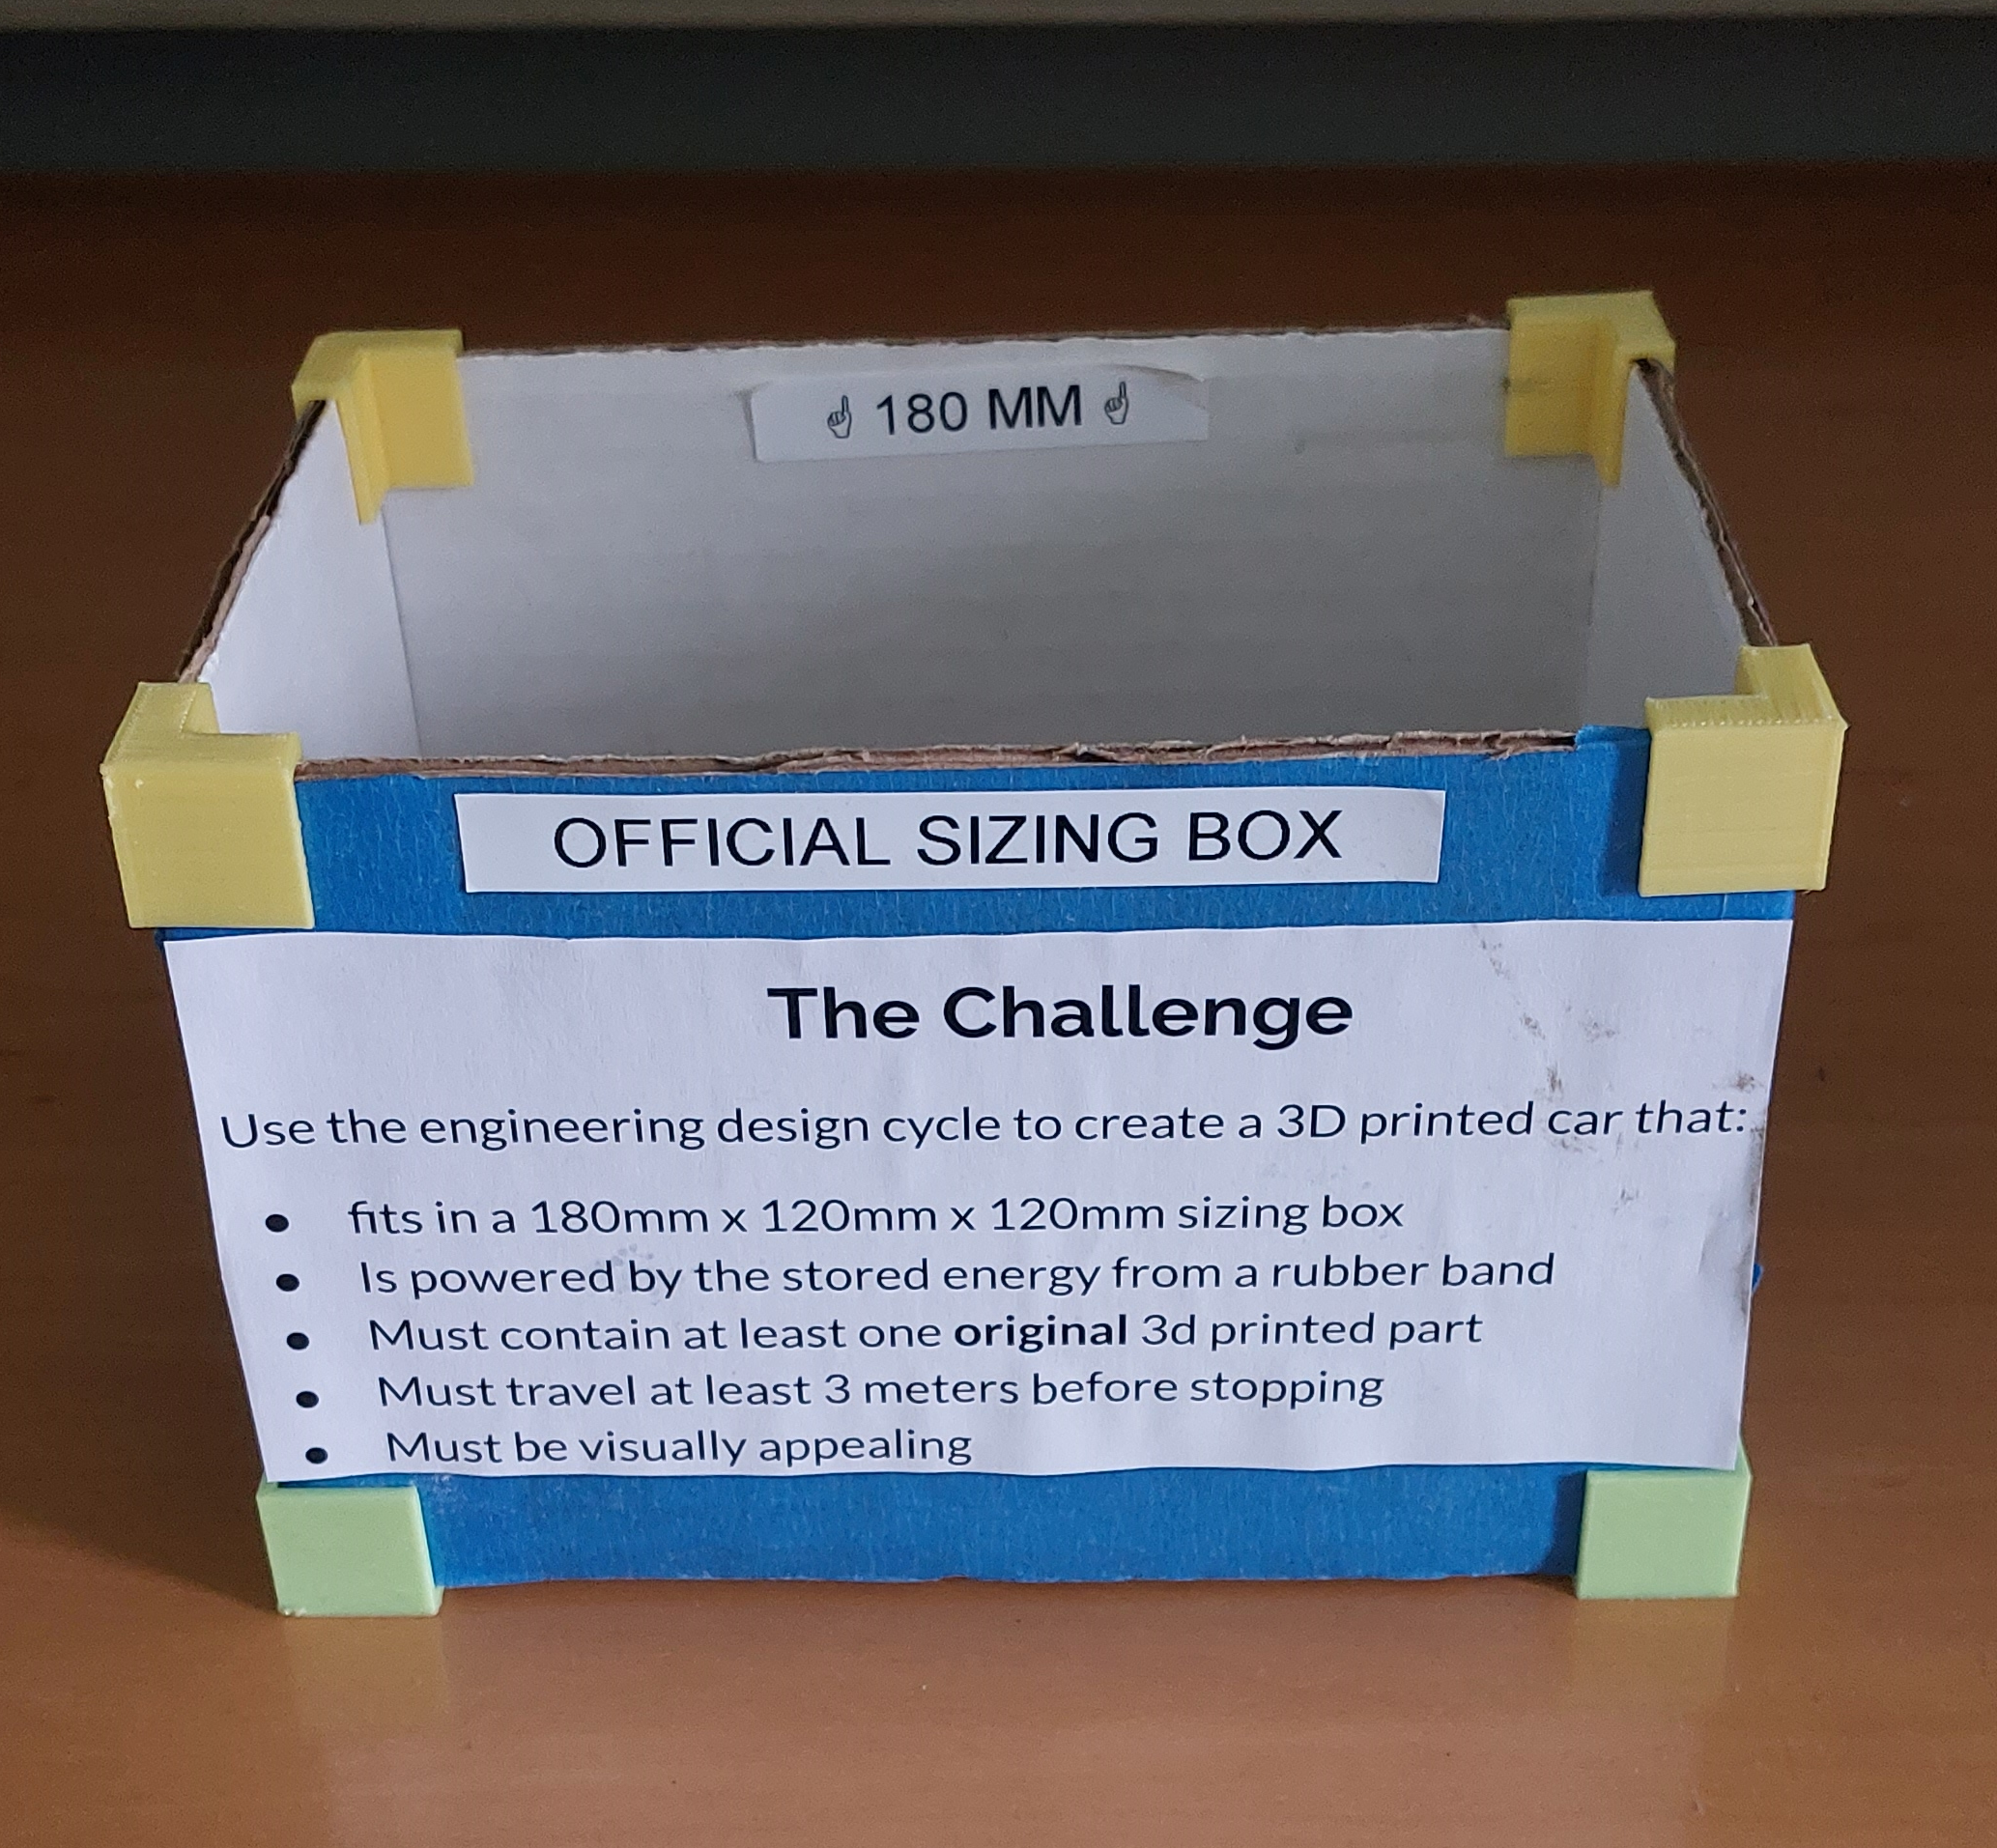 ☝ 180 MM ☝
OFFICIAL SIZING BOX
The Challenge
Use the engineering design cycle to create a 3D printed car that:
● fits in a 180mm x 120mm x 120mm sizing box
● Is powered by the stored energy from a rubber band
● Must contain at least one original 3d printed part
● Must travel at least 3 meters before stopping
● Must be visually appealing